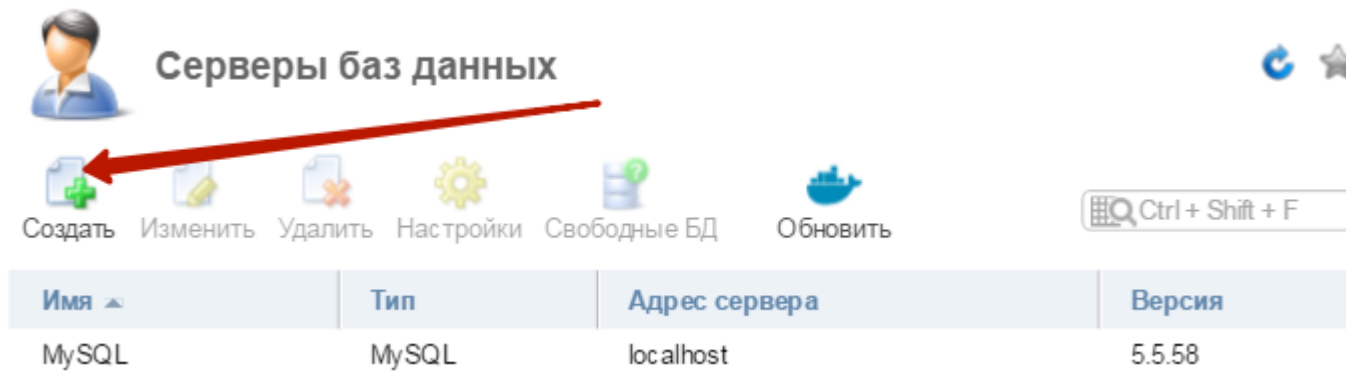 Серверы баз данных
Создать Изменить Удалить Настройки Свободные БД Обновить Ctrl + Shift + F
Имя Тип Адрес сервера Версия
MySQL MySQL localhost 5.5.58